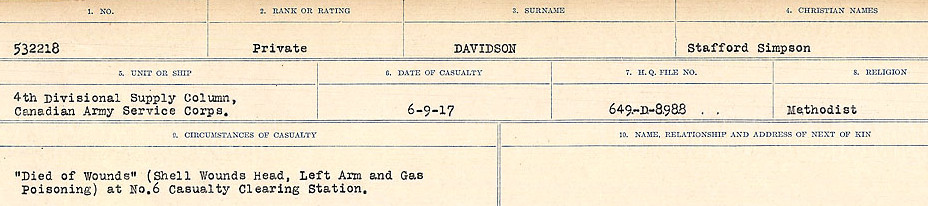 1. NO. 2. RANK OR RATING 3. SURNAME 4. CHRISTIAN NAMES
532218 Private DAVIDSON Stafford Simpson
5. UNIT OR SHIP 6. DATE OF CASUALTY 7. H. Q. FILE NO. 8. RELIGION
4th Divisional Supply Column,
Canadian Army Service Corps. 6-9-17 649-D-8988 . . Methodist
9. CIRCUMSTANCES OF CASUALTY 10. NAME, RELATIONSHIP AND ADDRESS OF NEXT OF KIN
"Died of Wounds" (Shell Wounds Head, Left Arm and Gas
Poisoning) at No.6 Casualty Clearing Station.